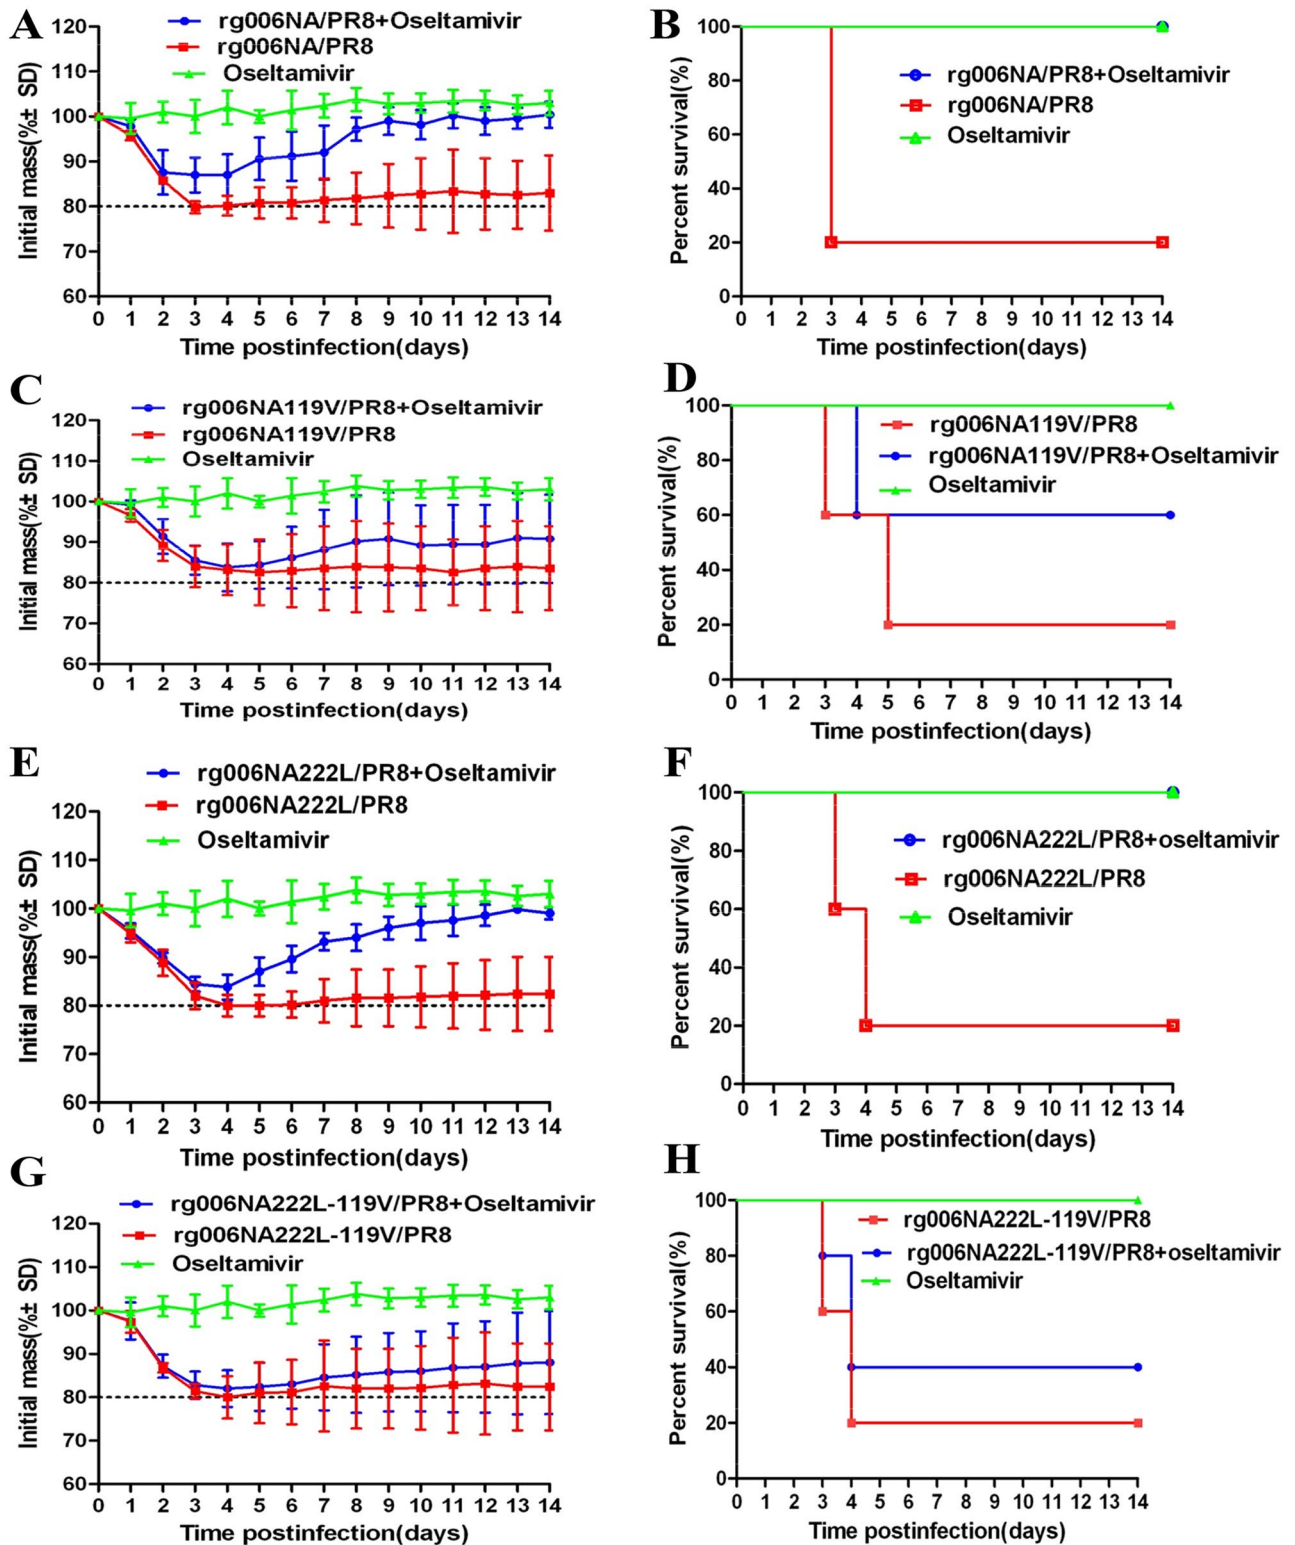 A
rg006NA/PR8+Oseltamivir
rg006NA/PR8
Oseltamivir
Initial mass(%± SD)
120
110
100
90
80
70
60
0 1 2 3 4 5 6 7 8 9 10 11 12 13 14
Time postinfection(days)
B
rg006NA/PR8+Oseltamivir
rg006NA/PR8
Oseltamivir
Percent survival(%)
100
80
60
40
20
0
0 1 2 3 4 5 6 7 8 9 10 11 12 13 14
Time postinfection(days)
C
rg006NA119V/PR8+Oseltamivir
rg006NA119V/PR8
Oseltamivir
Initial mass(%± SD)
120
110
100
90
80
70
60
0 1 2 3 4 5 6 7 8 9 10 11 12 13 14
Time postinfection(days)
D
rg006NA119V/PR8
rg006NA119V/PR8+Oseltamivir
Oseltamivir
Percent survival(%)
100
80
60
40
20
0
0 1 2 3 4 5 6 7 8 9 10 11 12 13 14
Time postinfection(days)
E
rg006NA222L/PR8+Oseltamivir
rg006NA222L/PR8
Oseltamivir
Initial mass(%± SD)
120
110
100
90
80
70
60
0 1 2 3 4 5 6 7 8 9 10 11 12 13 14
Time postinfection(days)
F
rg006NA222L/PR8+oseltamivir
rg006NA222L/PR8
Oseltamivir
Percent survival(%)
100
80
60
40
20
0
0 1 2 3 4 5 6 7 8 9 10 11 12 13 14
Time postinfection(days)
G
rg006NA222L-119V/PR8+Oseltamivir
rg006NA222L-119V/PR8
Oseltamivir
Initial mass(%± SD)
120
110
100
90
80
70
60
0 1 2 3 4 5 6 7 8 9 10 11 12 13 14
Time postinfection(days)
H
rg006NA222L-119V/PR8
rg006NA222L-119V/PR8+oseltamivir
Oseltamivir
Percent survival(%)
100
80
60
40
20
0
0 1 2 3 4 5 6 7 8 9 10 11 12 13 14
Time postinfection(days)